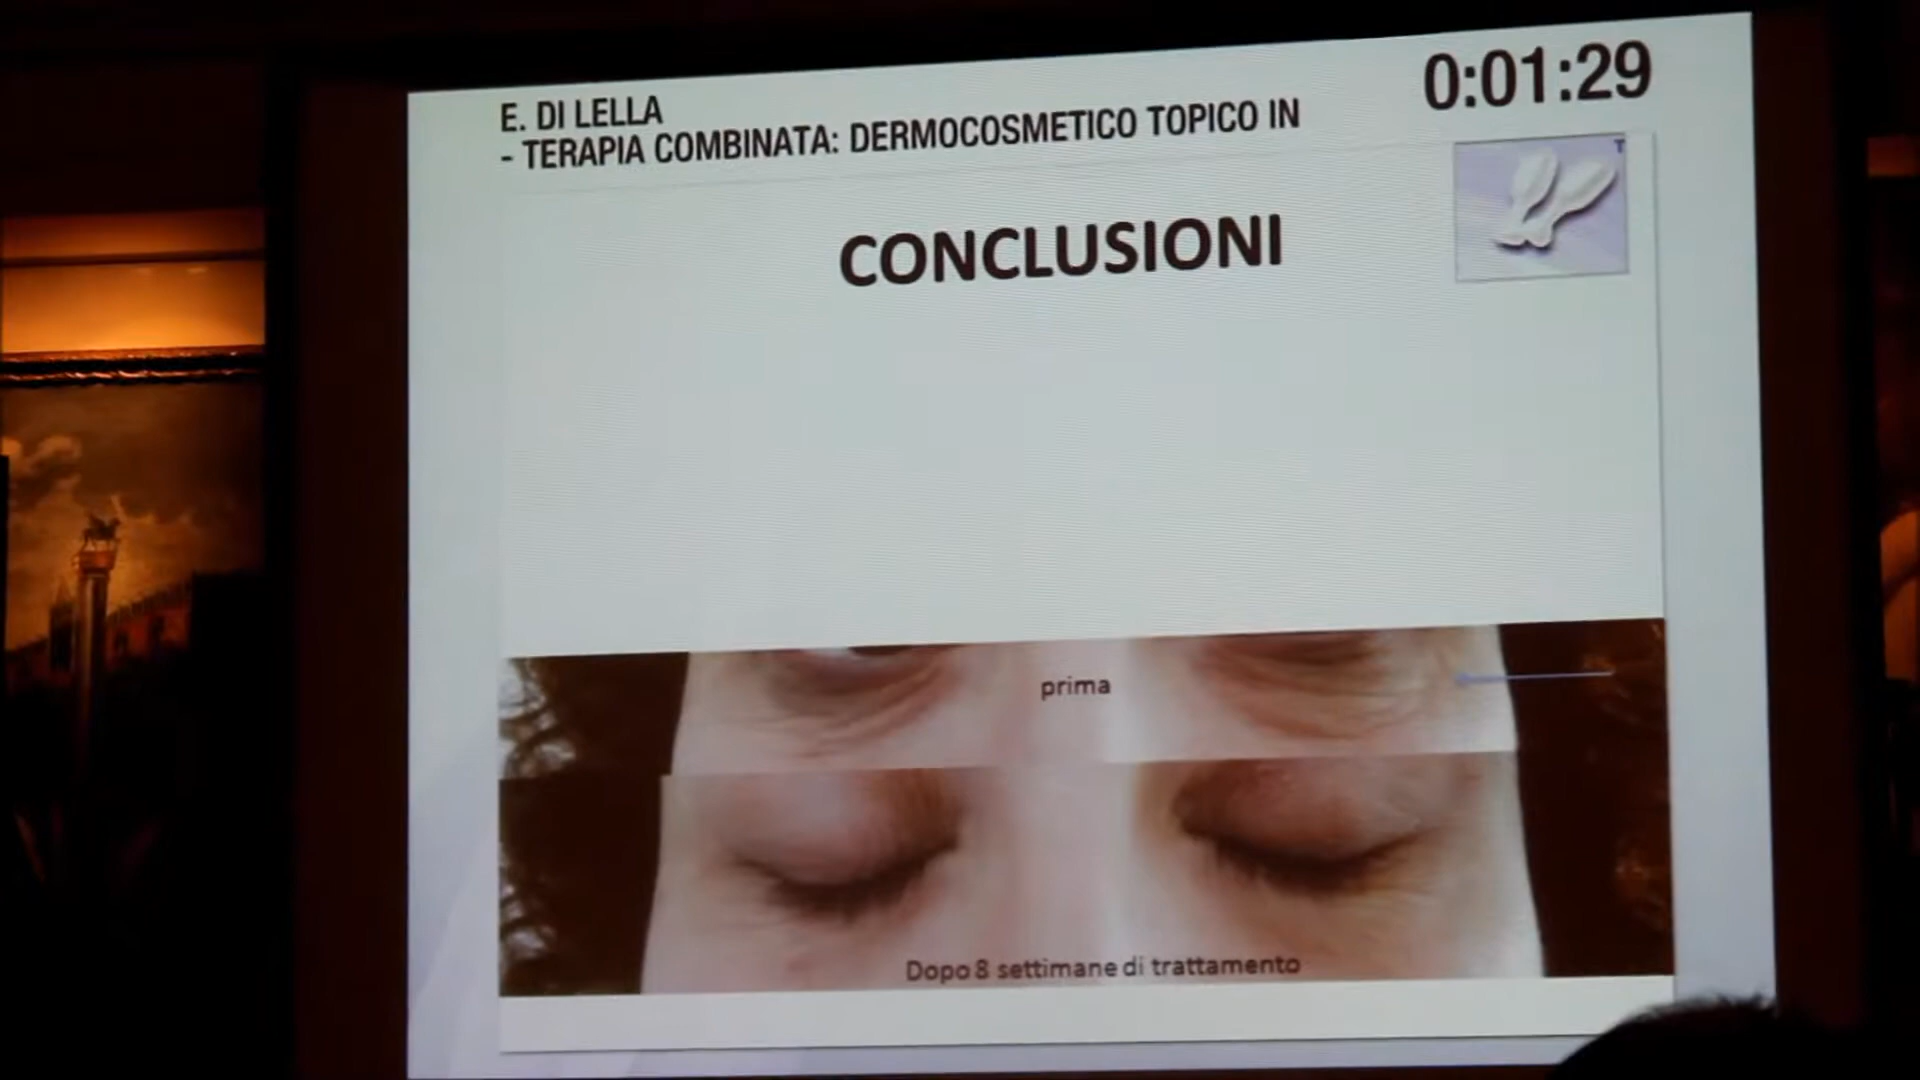 E. DI LELLA
- TERAPIA COMBINATA: DERMOCOSMETICO TOPICO IN
0:01:29
T
CONCLUSIONI
prima
Dopo 8 settimane di trattamento